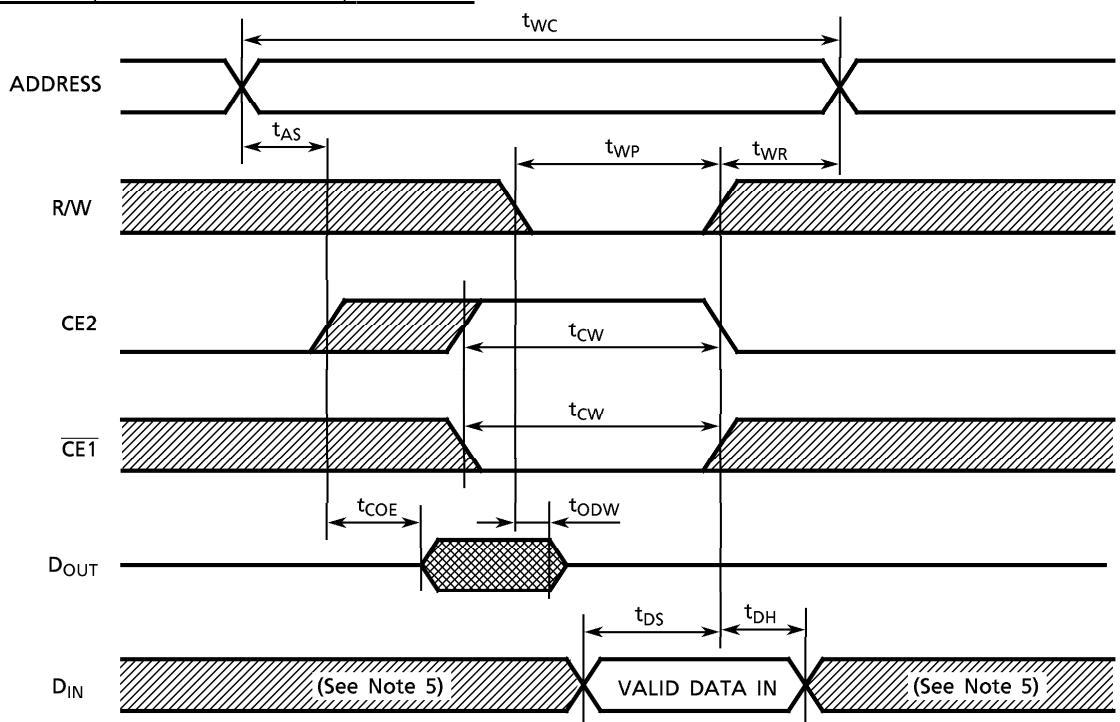 tWC
ADDRESS
tAS
tWP
tWR
R/W
CE2
tCW
tCW
CE1
tCOE
tODW
DOUT
tDS
tDH
DIN
(See Note 5)
VALID DATA IN
(See Note 5)